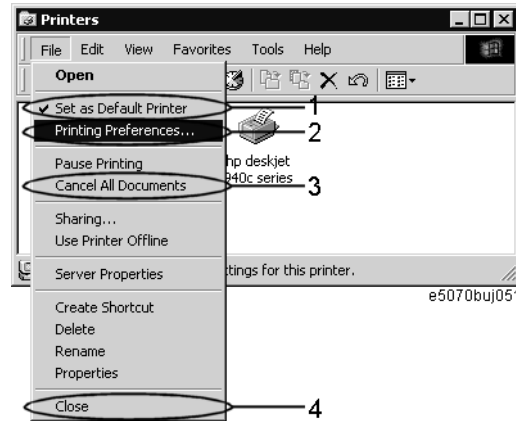 Printers
File Edit View Favorites Tools Help
Open
Set as Default Printer
1
Printing Preferences...
2
Pause Printing
hp deskjet
940c series
Cancel All Documents
3
Sharing...
Use Printer Offline
Server Properties
tings for this printer.
e5070buj05
Create Shortcut
Delete
Rename
Properties
Close
4